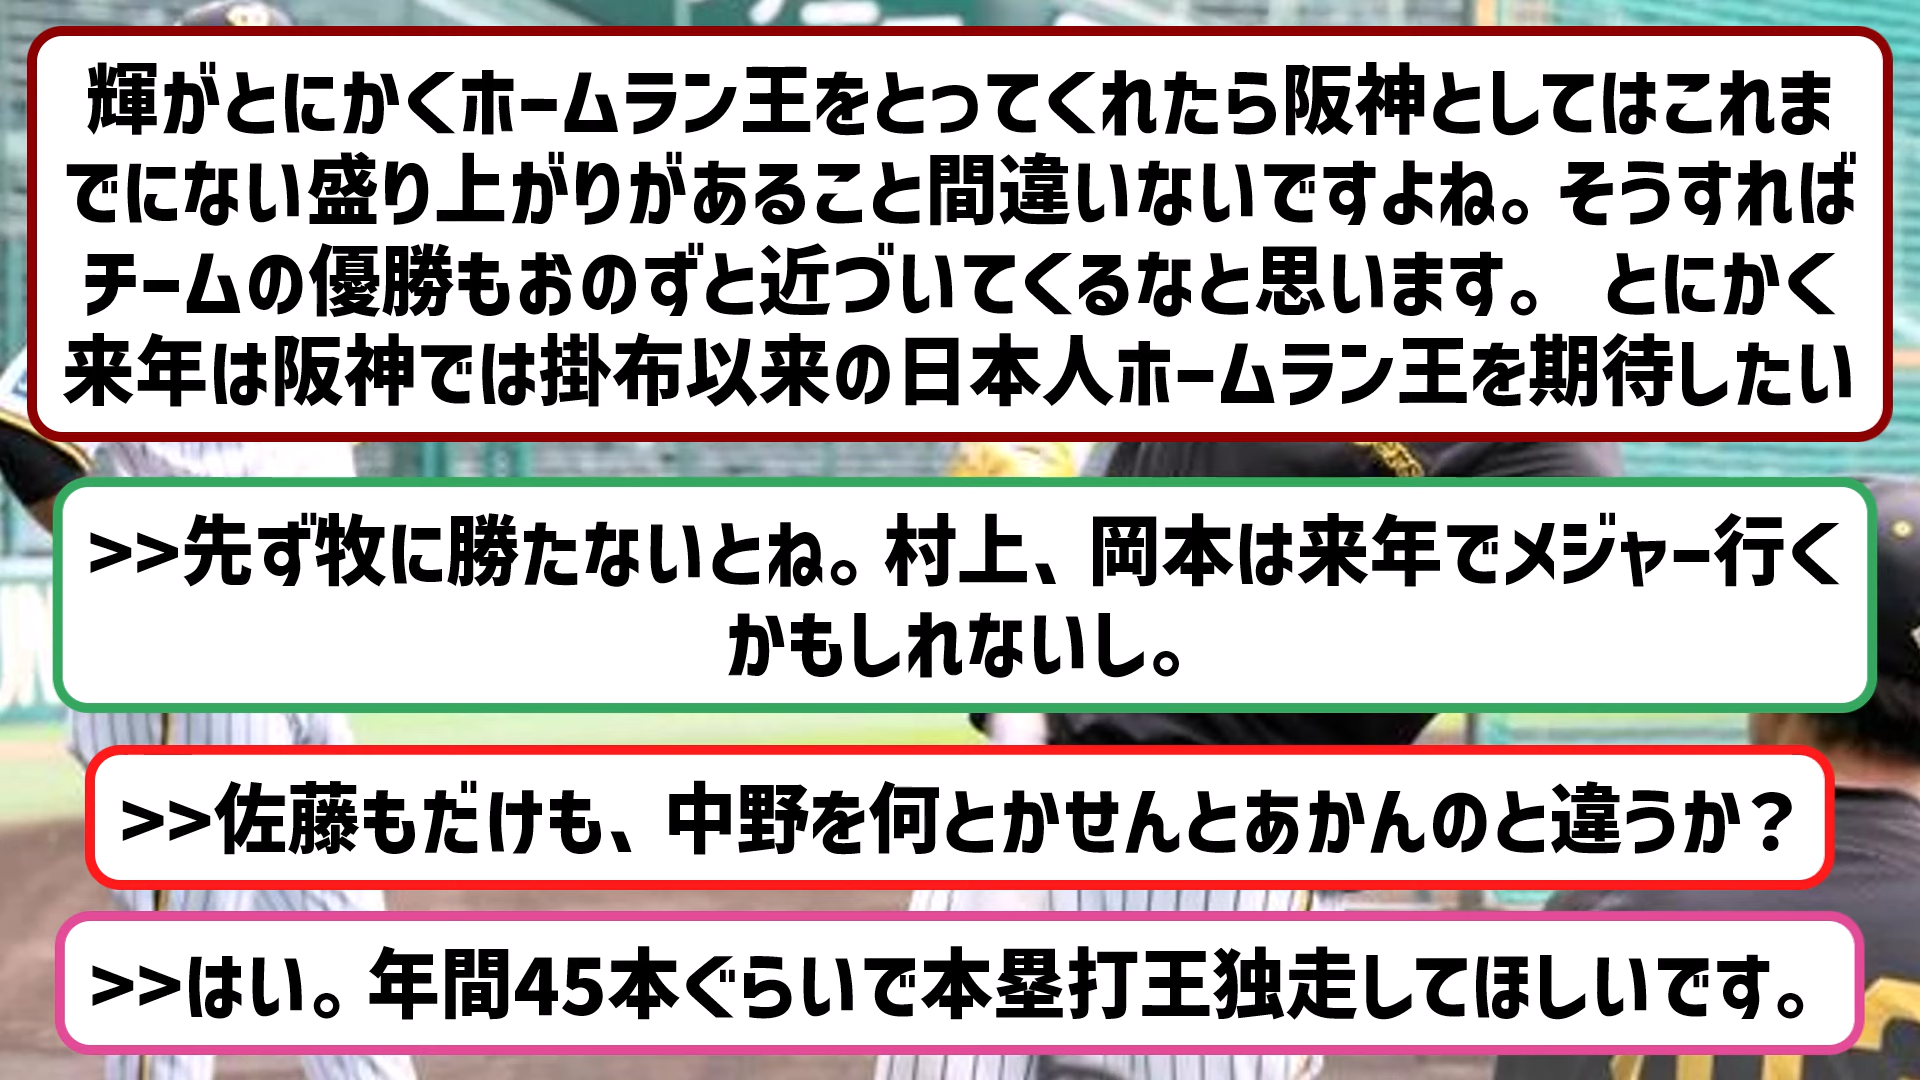 輝がとにかくホームラン王をとってくれたら阪神としてはこれま
でにない盛り上がりがあること間違いないですよね。そうすれば
チームの優勝もおのずと近づいてくるなと思います。　とにかく
来年は阪神では掛布以来の日本人ホームラン王を期待したい
>>先ず牧に勝たないとね。村上、岡本は来年でメジャー行く
かもしれないし。
>>佐藤もだけも、中野を何とかせんとあかんのと違うか？
>>はい。年間45本ぐらいで本塁打王独走してほしいです。